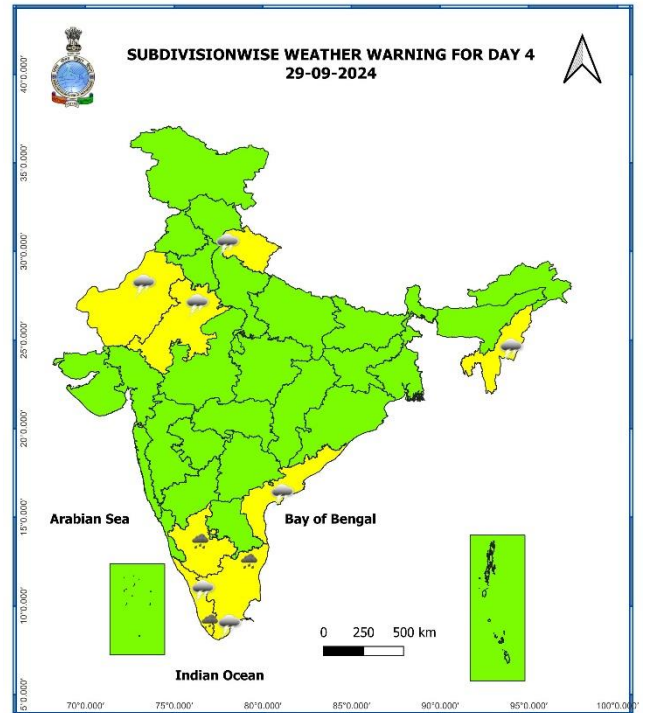 SUBDIVISIONWISE WEATHER WARNING FOR DAY 4
29-09-2024
40°0.000'
35°0.000'
30°0.000'
25°0.000'
20°0.000'
15°0.000'
10°0.000'
5°0.000'
Arabian Sea
Bay of Bengal
0 250 500 km
Indian Ocean
70°0.000' 75°0.000' 80°0.000' 85°0.000' 90°0.000' 95°0.000' 100°0.000'